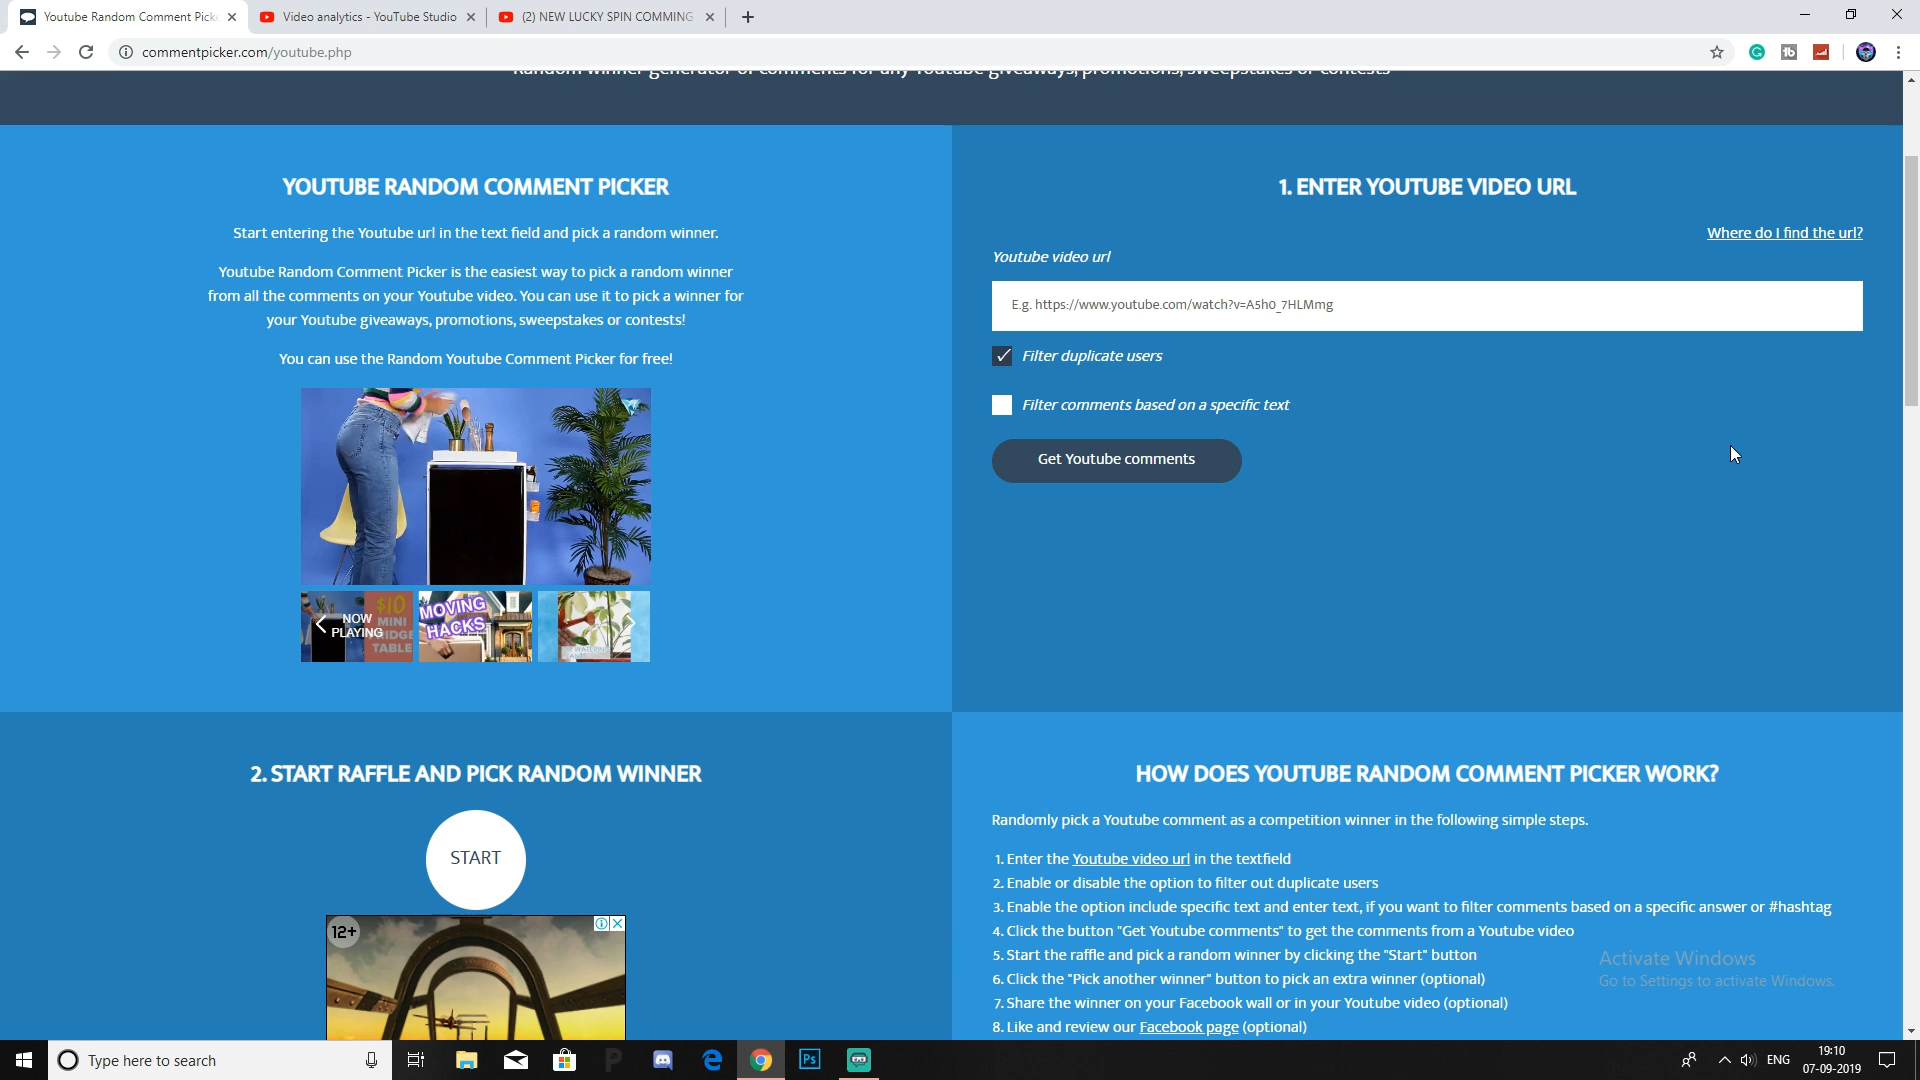 Youtube Random Comment Pick
Video analytics - YouTube Studio
(2) NEW LUCKY SPIN COMMING
commentpicker.com/youtube.php
Random winner generator of comments for any Youtube giveaways, promotions, sweepstakes or contests
YOUTUBE RANDOM COMMENT PICKER
Start entering the Youtube url in the text field and pick a random winner.
Youtube Random Comment Picker is the easiest way to pick a random winner
from all the comments on your Youtube video. You can use it to pick a winner for
your Youtube giveaways, promotions, sweepstakes or contests!
You can use the Random Youtube Comment Picker for free!
NOW
PLAYING
$10
MINI
TABLE
MOVING
HACKS
1. ENTER YOUTUBE VIDEO URL
Where do I find the url?
Youtube video url
E.g. https://www.youtube.com/watch?v=A5h0_7HLMmg
Filter duplicate users
Filter comments based on a specific text
Get Youtube comments
2. START RAFFLE AND PICK RANDOM WINNER
START
12+
HOW DOES YOUTUBE RANDOM COMMENT PICKER WORK?
Randomly pick a Youtube comment as a competition winner in the following simple steps.
1. Enter the Youtube video url in the textfield
2. Enable or disable the option to filter out duplicate users
3. Enable the option include specific text and enter text, if you want to filter comments based on a specific answer or #hashtag
4. Click the button "Get Youtube comments" to get the comments from a Youtube video
5. Start the raffle and pick a random winner by clicking the "Start" button
6. Click the "Pick another winner" button to pick an extra winner (optional)
7. Share the winner on your Facebook wall or in your Youtube video (optional)
8. Like and review our Facebook page (optional)
Activate Windows
Go to Settings to activate Windows.
Type here to search
Ps
ENG
19:10
07-09-2019